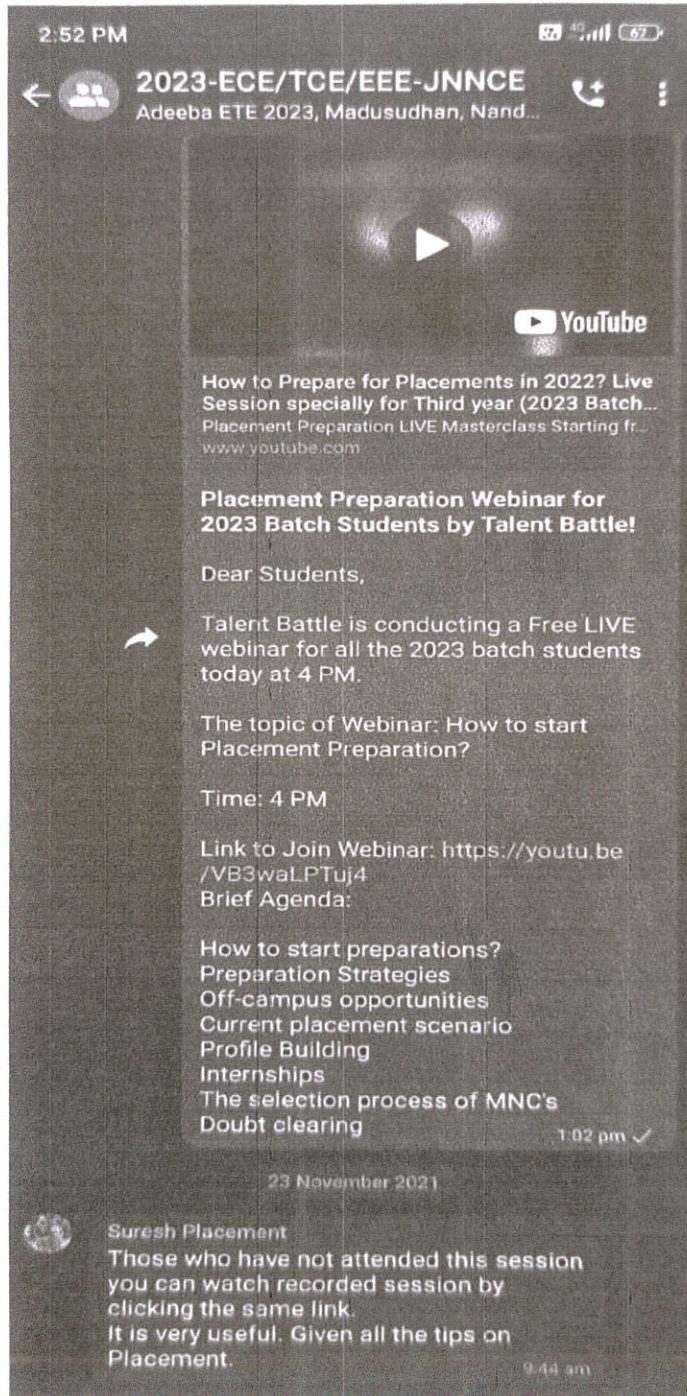 2:52 PM
4G
67
2023-ECE/TCE/EEE-JNNCE
Adeeba ETE 2023, Madusudhan, Nand...
YouTube
How to Prepare for Placements in 2022? Live
Session specially for Third year (2023 Batch...
Placement Preparation LIVE Masterclass Starting fr...
www.youtube.com
Placement Preparation Webinar for
2023 Batch Students by Talent Battle!
Dear Students,
Talent Battle is conducting a Free LIVE
webinar for all the 2023 batch students
today at 4 PM.
The topic of Webinar: How to start
Placement Preparation?
Time: 4 PM
Link to Join Webinar: https://youtu.be
/VB3waLPTuj4
Brief Agenda:
How to start preparations?
Preparation Strategies
Off-campus opportunities
Current placement scenario
Profile Building
Internships
The selection process of MNC's
Doubt clearing
1:02 pm
23 November 2021
Suresh Placement
Those who have not attended this session
you can watch recorded session by
clicking the same link.
It is very useful. Given all the tips on
Placement.
9:44 am